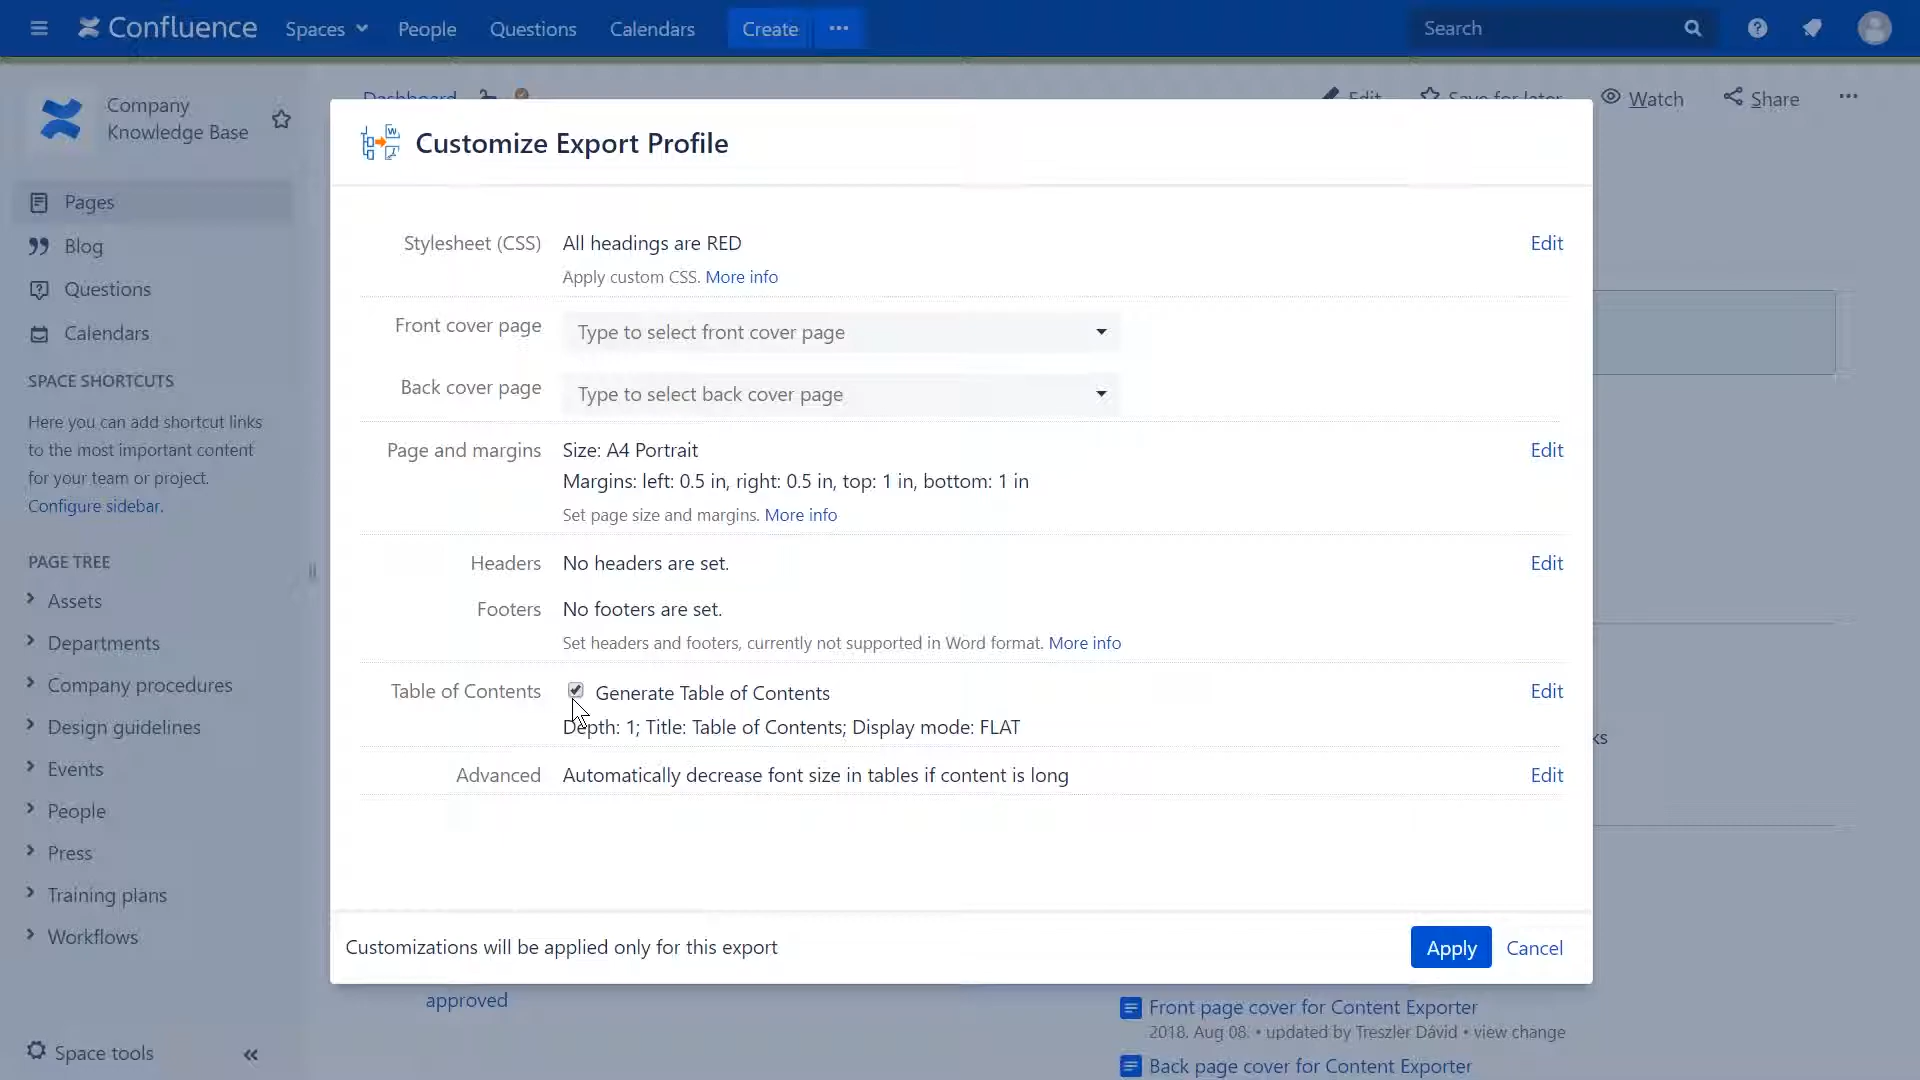 Confluence Spaces People Questions Calendars Create ... Search
Company
Knowledge Base
Dashboard Edit Save for later Watch Share ...
Pages
Blog
Questions
Calendars
SPACE SHORTCUTS
Here you can add shortcut links
to the most important content
for your team or project.
Configure sidebar.
PAGE TREE
Assets
Departments
Company procedures
Design guidelines
Events
People
Press
Training plans
Workflows
Space tools
Customize Export Profile
Stylesheet (CSS) All headings are RED Edit
Apply custom CSS. More info
Front cover page Type to select front cover page
Back cover page Type to select back cover page
Page and margins Size: A4 Portrait Edit
Margins: left: 0.5 in, right: 0.5 in, top: 1 in, bottom: 1 in
Set page size and margins. More info
Headers No headers are set. Edit
Footers No footers are set.
Set headers and footers, currently not supported in Word format. More info
Table of Contents Generate Table of Contents Edit
Depth: 1; Title: Table of Contents; Display mode: FLAT
Advanced Automatically decrease font size in tables if content is long Edit
Customizations will be applied only for this export Apply Cancel
approved
Front page cover for Content Exporter
2018. Aug 08. • updated by Treszler Dávid • view change
Back page cover for Content Exporter